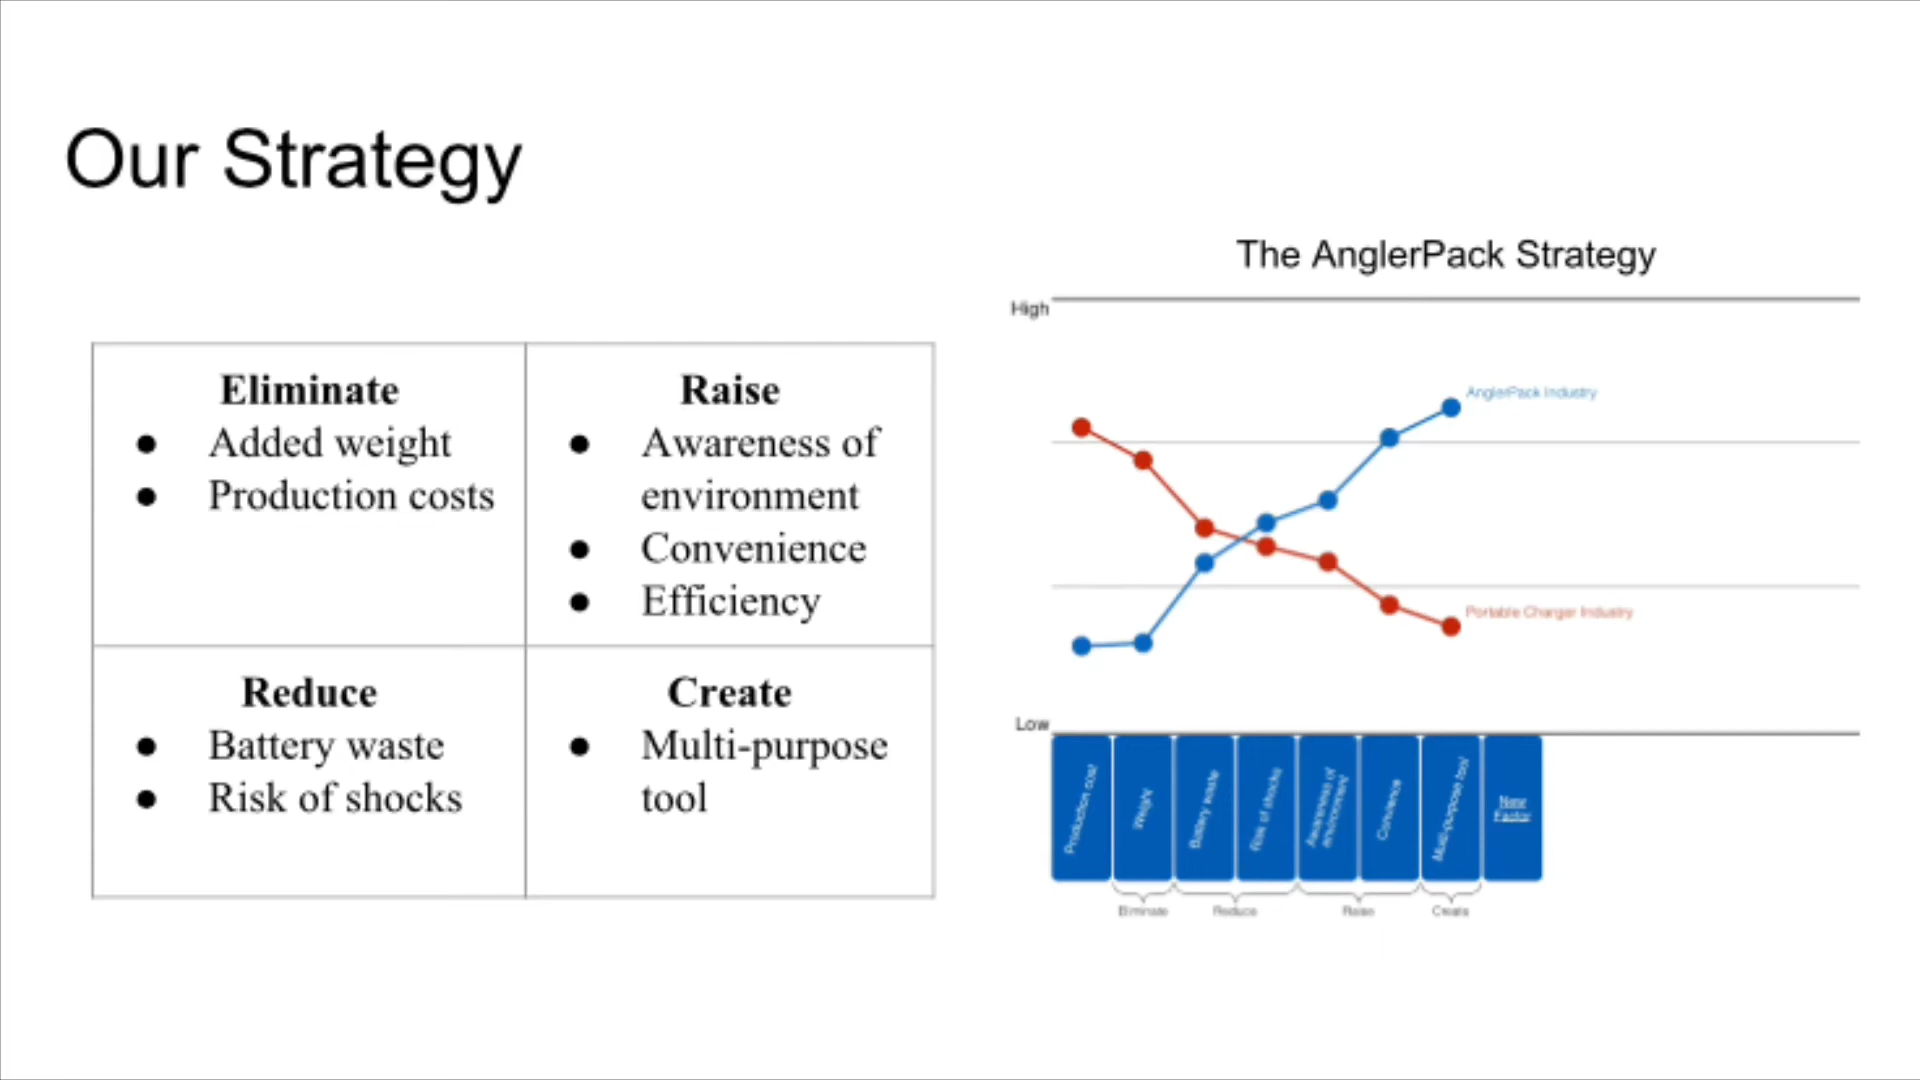 Our Strategy
Eliminate
● Added weight
● Production costs
Raise
● Awareness of
environment
● Convenience
● Efficiency
Reduce
● Battery waste
● Risk of shocks
Create
● Multi-purpose
tool
The AnglerPack Strategy
High
AnglerPack Industry
Portable Charger Industry
Low
Production cost
Weight
Battery waste
Risk of shocks
Awareness of
environment
Multi-purpose tool
New
Factor
Eliminate
Reduce
Raise
Create